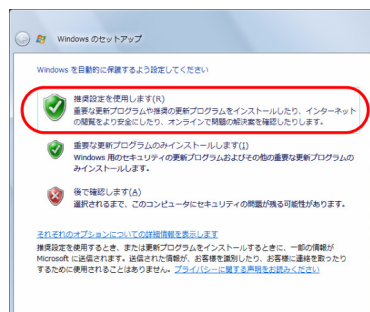 Windows のセットアップ
Windows を自動的に保護するよう設定してください
推奨設定を使用します(R)
重要な更新プログラムや推奨の更新プログラムをインストールしたり、インターネット
の閲覧をより安全にしたり、オンラインで問題の解決策を確認したりします。
重要な更新プログラムのみインストールします(I)
Windows 用のセキュリティの更新プログラムおよびその他の重要な更新プログラムの
みインストールします。
後で確認します(A)
選択されるまで、このコンピュータにセキュリティの問題が残る可能性があります。
それぞれのオプションについての詳細情報を表示します
推奨設定を使用するとき、または更新プログラムをインストールするときに、一部の情報が
Microsoft に送信されます。送信された情報が、お客様を識別したり、お客様に連絡を取ったり
するために使用されることはありません。プライバシーに関する声明をお読みください